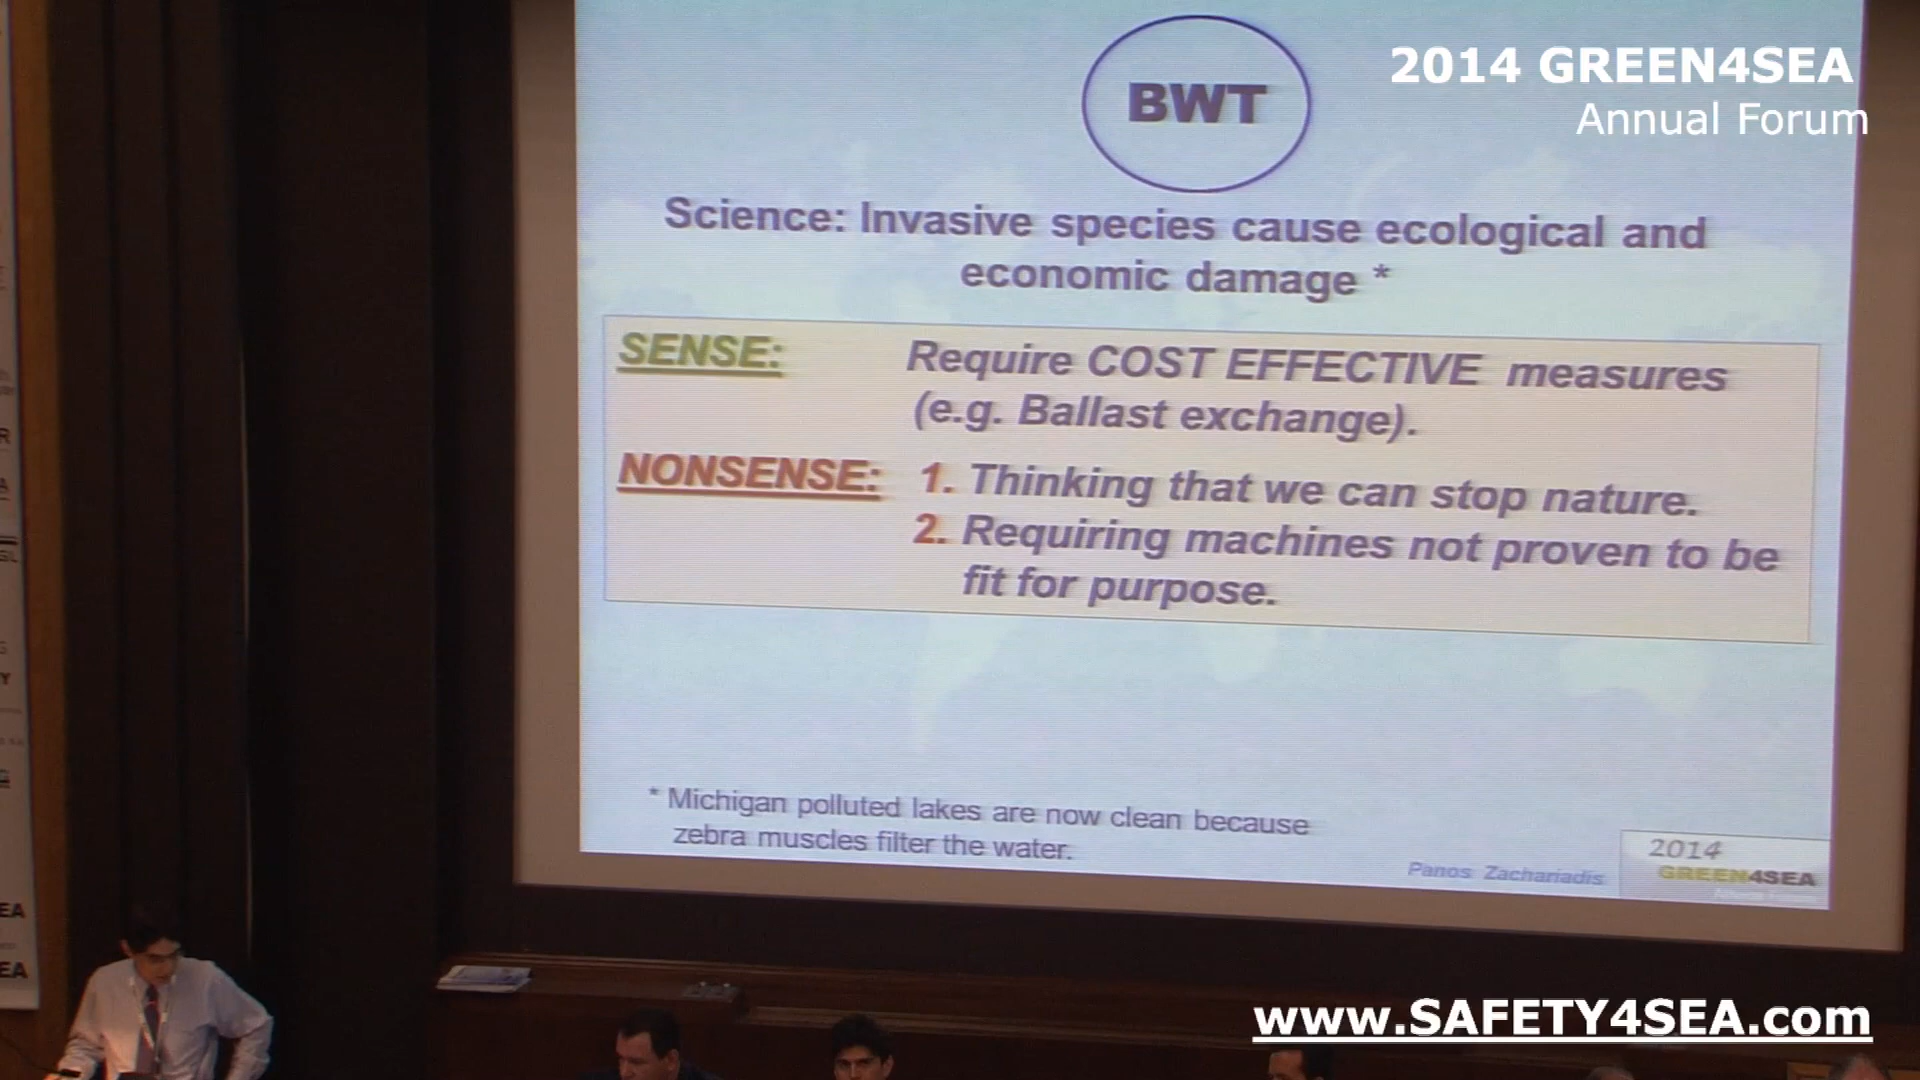 BWT
2014 GREEN4SEA
Annual Forum
Science: Invasive species cause ecological and
economic damage *
SENSE: Require COST EFFECTIVE measures
(e.g. Ballast exchange).
NONSENSE: 1. Thinking that we can stop nature.
2. Requiring machines not proven to be
fit for purpose.
* Michigan polluted lakes are now clean because
zebra muscles filter the water.
Panos Zachariadis
2014
GREEN4SEA
EA
EA
www.SAFETY4SEA.com